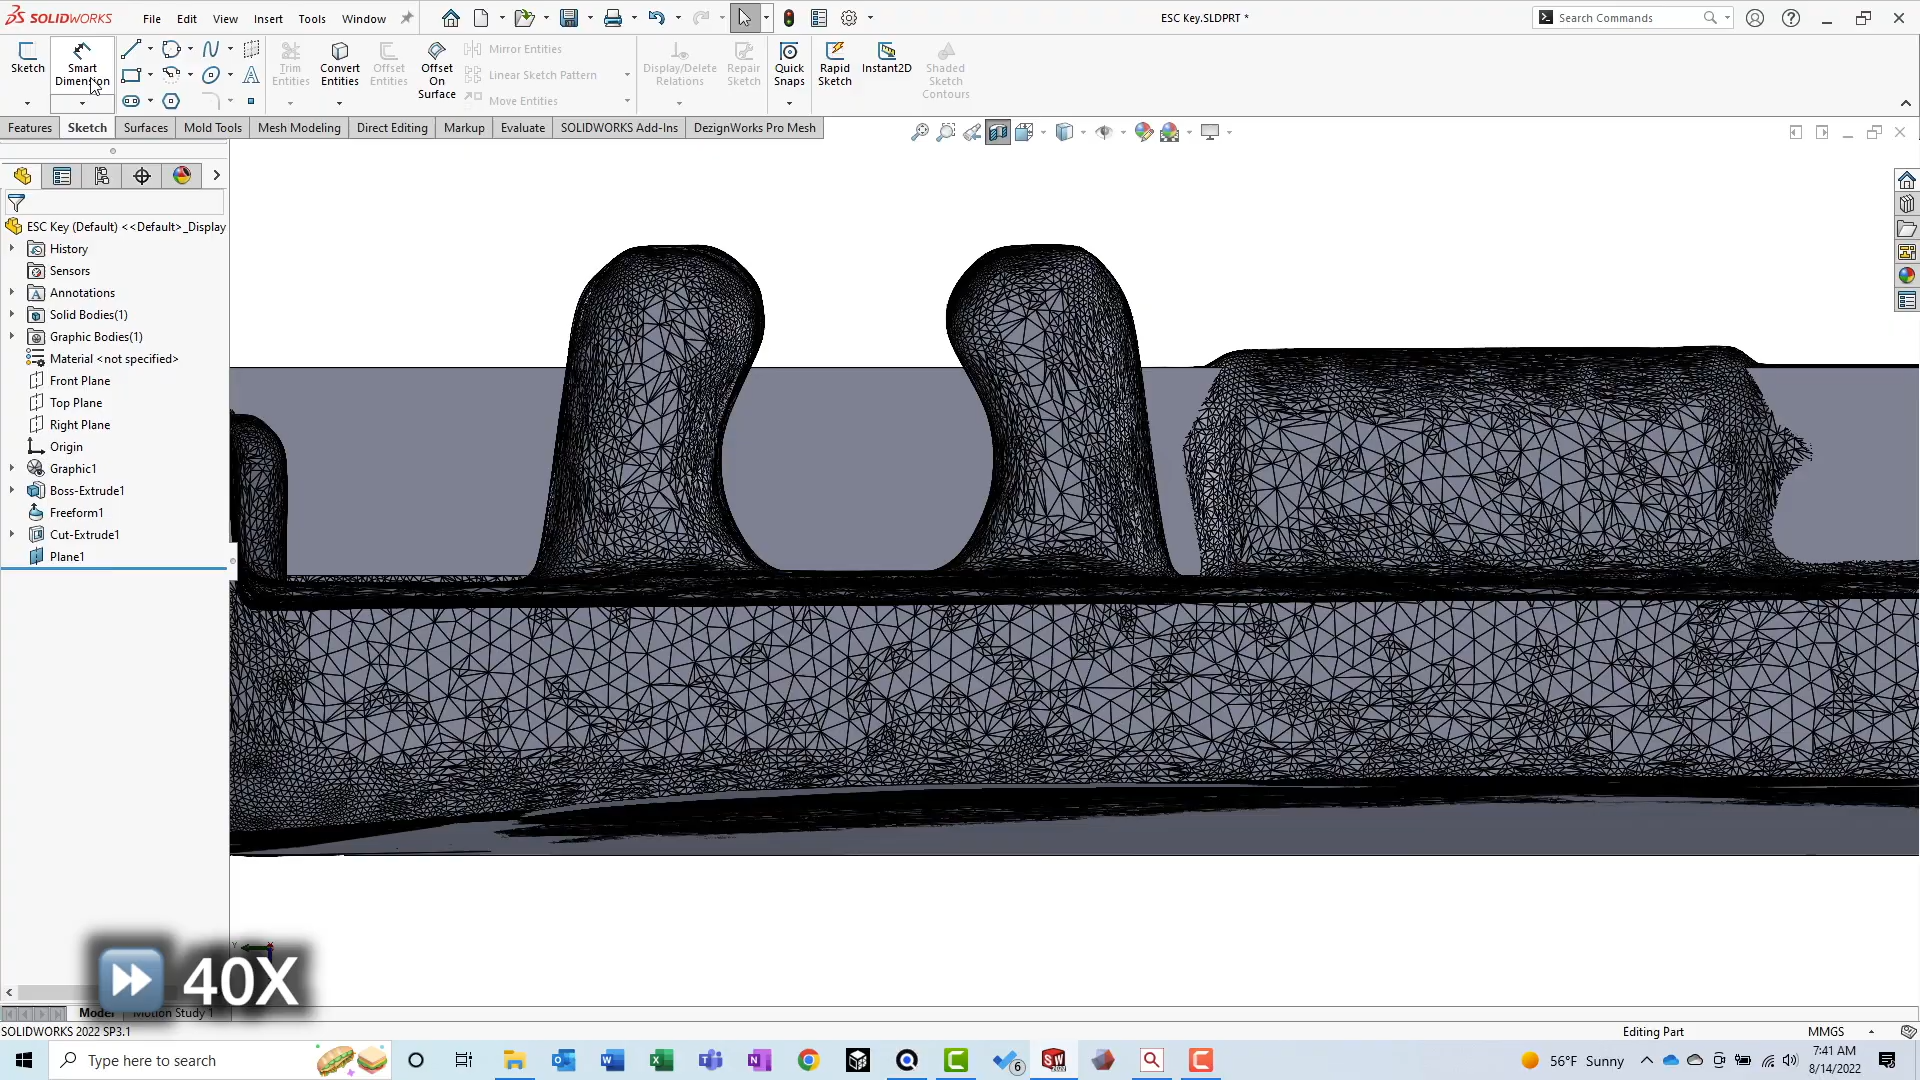 SOLIDWORKS File Edit View Insert Tools Window ESC Key.SLDPRT * Search Commands
Sketch
Smart Dimension
Trim Entities
Convert Entities
Offset Entities
Offset On Surface
Mirror Entities
Linear Sketch Pattern
Move Entities
Display/Delete Relations
Repair Sketch
Quick Snaps
Rapid Sketch
Instant2D
Shaded Sketch Contours
Features Sketch Surfaces Mold Tools Mesh Modeling Direct Editing Markup Evaluate SOLIDWORKS Add-Ins DezignWorks Pro Mesh
ESC Key (Default) <<Default>_Display
History
Sensors
Annotations
Solid Bodies(1)
Graphic Bodies(1)
Material <not specified>
Front Plane
Top Plane
Right Plane
Origin
Graphic1
Boss-Extrude1
Freeform1
Cut-Extrude1
Plane1
40X
Model Motion Study 1
SOLIDWORKS 2022 SP3.1 Editing Part MMGS
Type here to search 6 56°F Sunny 7:41 AM
8/14/2022